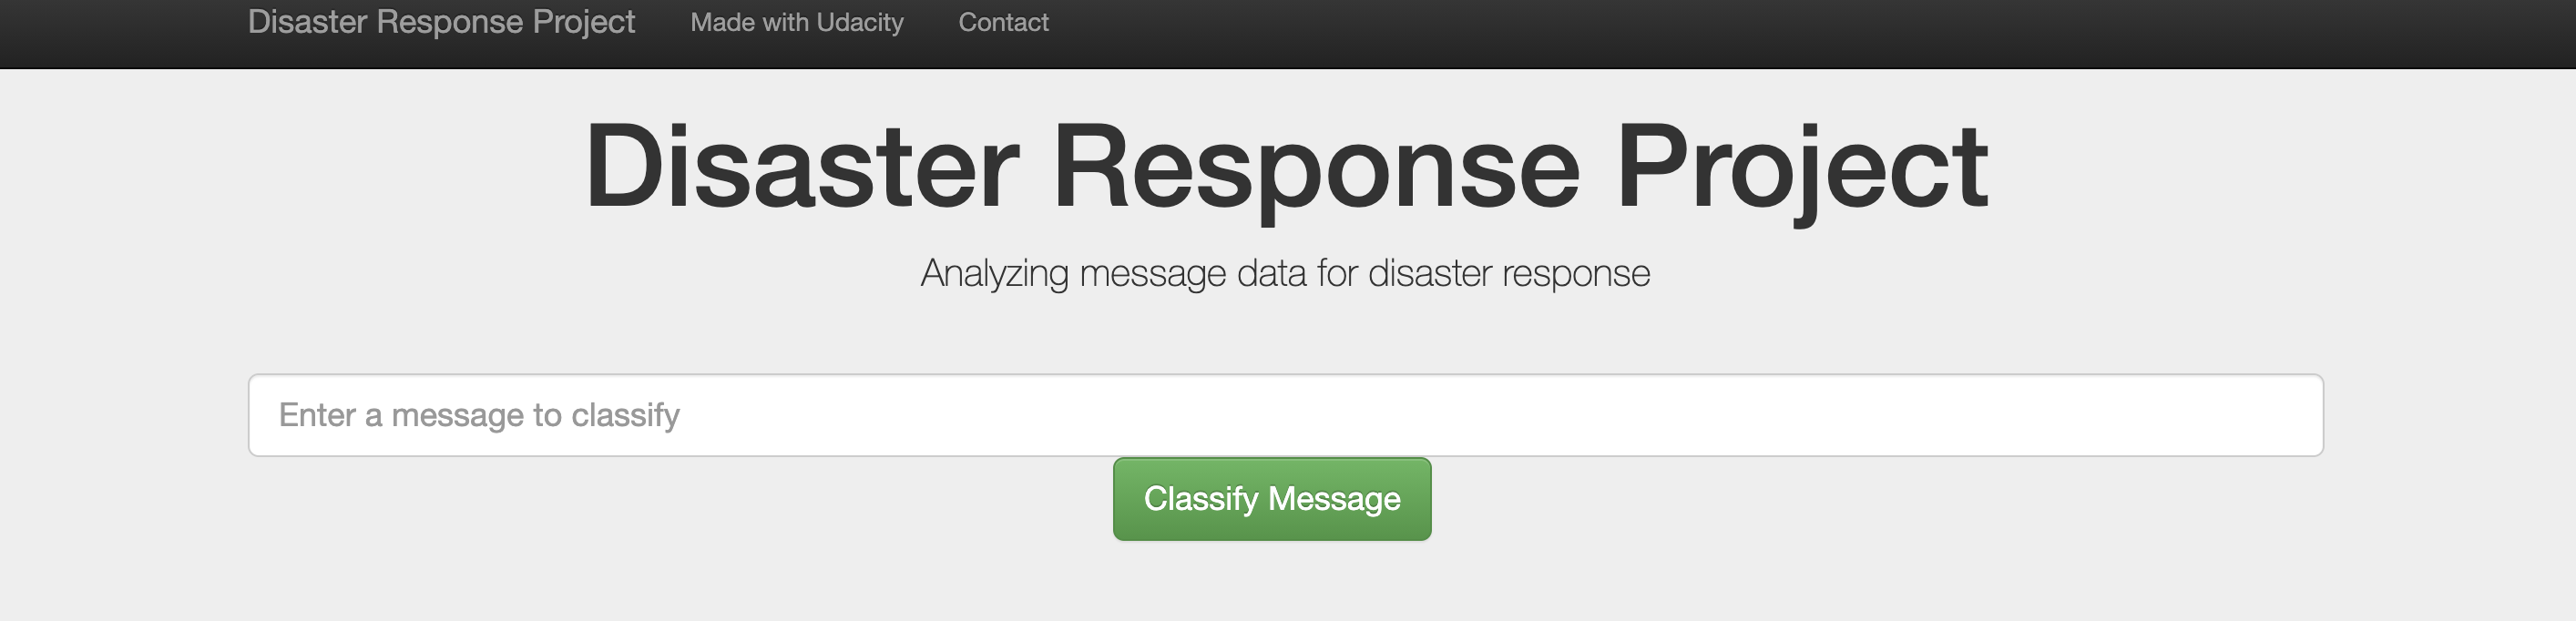 Disaster Response Project Made with Udacity Contact
Disaster Response Project
Analyzing message data for disaster response
Enter a message to classify
Classify Message